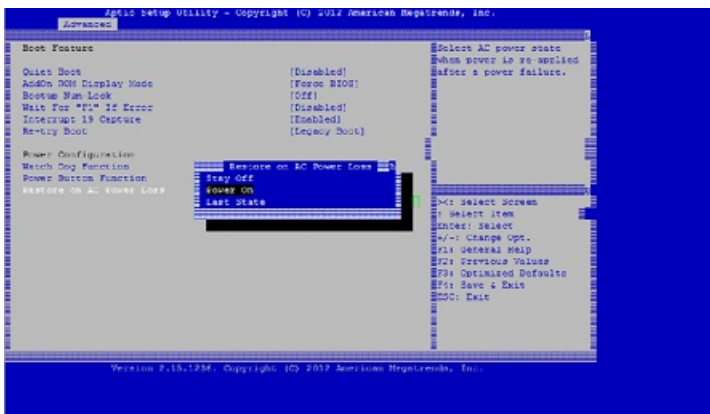 Aptio Setup Utility - Copyright (C) 2012 American Megatrends, Inc.
Advanced
Boot Feature
Quiet Boot [Disabled]
AddOn ROM Display Mode [Force BIOS]
Bootup Num-Lock [Off]
Wait For "F1" If Error [Disabled]
Interrupt 19 Capture [Enabled]
Re-try Boot [Legacy Boot]
Power Configuration
Watch Dog Function
Power Button Function
Restore on AC Power Loss
Restore on AC Power Loss
Stay Off
Power On
Last State
Select AC power state
when power is re-applied
after a power failure.
><: Select Screen
: Select Item
Enter: Select
+/-: Change Opt.
F1: General Help
F2: Previous Values
F3: Optimized Defaults
F4: Save & Exit
ESC: Exit
Version 2.15.1236. Copyright (C) 2012 American Megatrends, Inc.